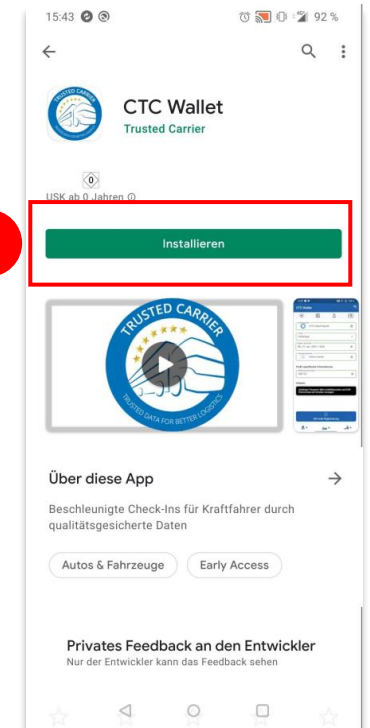 15:43 92 %
CTC Wallet
Trusted Carrier
0
USK ab 0 Jahren
Installieren
TRUSTED CARRIER
TRUSTED DATA FOR BETTER LOGISTICS
Über diese App
Beschleunigte Check-Ins für Kraftfahrer durch
qualitätsgesicherte Daten
Autos & Fahrzeuge Early Access
Privates Feedback an den Entwickler
Nur der Entwickler kann das Feedback sehen